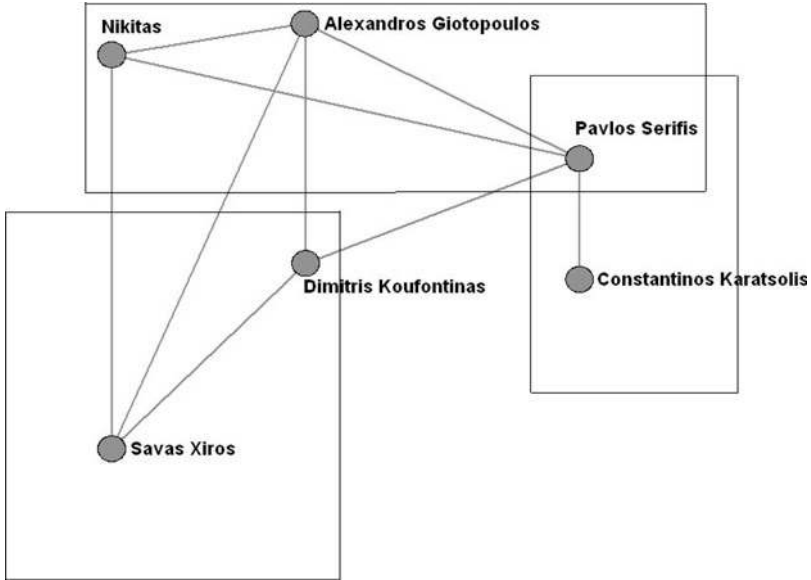 Nikitas
Alexandros Giotopoulos
Pavlos Serifis
Dimitris Koufontinas
Constantinos Karatsolis
Savas Xiros